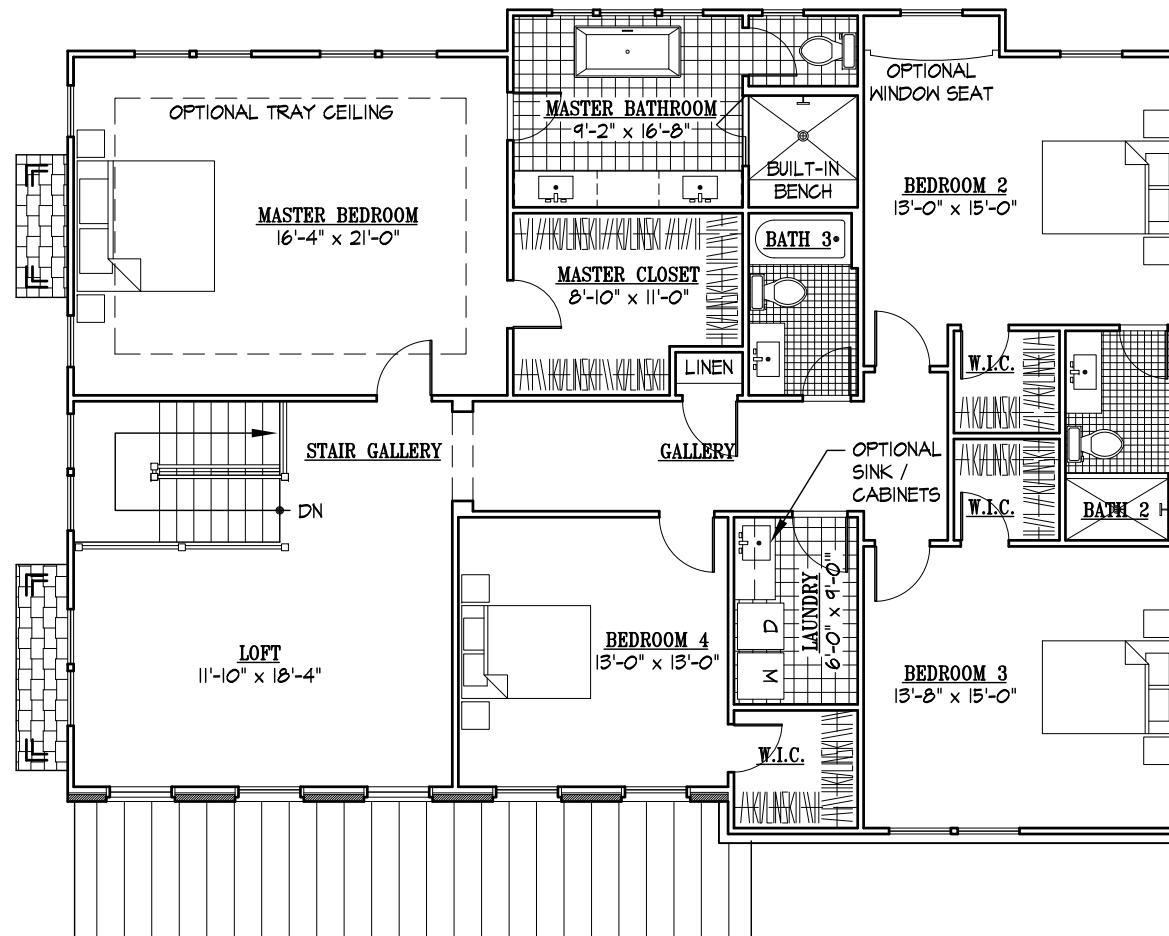 OPTIONAL TRAY CEILING
MASTER BEDROOM
16'-4" x 21'-0"
MASTER BATHROOM
9'-2" x 16'-8"
BUILT-IN
BENCH
OPTIONAL
WINDOW SEAT
BEDROOM 2
13'-0" x 15'-0"
BATH 3
MASTER CLOSET
8'-10" x 11'-0"
LINEN
W.I.C.
STAIR GALLERY
GALLERY
OPTIONAL
SINK /
CABINETS
W.I.C.
BATH 2
DN
LOFT
11'-10" x 18'-4"
BEDROOM 4
13'-0" x 13'-0"
LAUNDRY
6'-0" x 9'-0"
D
W
BEDROOM 3
13'-8" x 15'-0"
W.I.C.